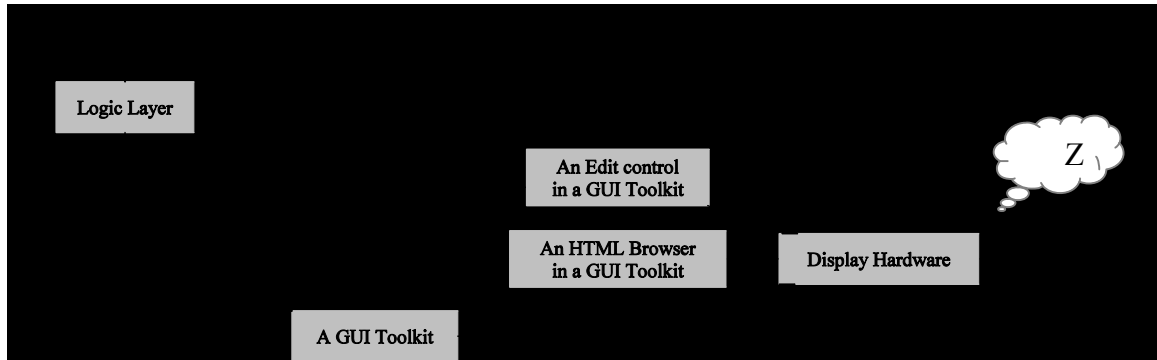 Logic Layer
An Edit control
in a GUI Toolkit
Z
An HTML Browser
in a GUI Toolkit
Display Hardware
A GUI Toolkit